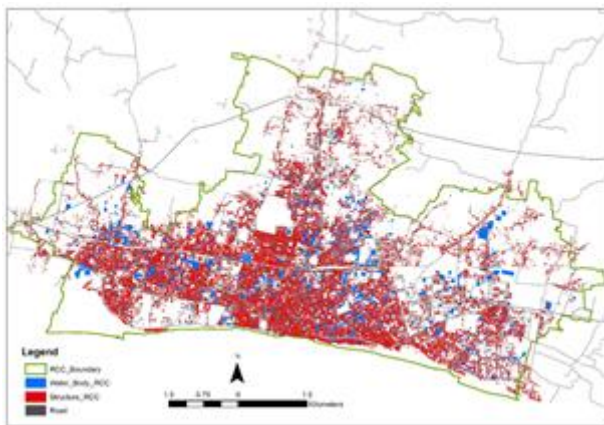 Legend
RCC_Boundary
Water_Body_RCC
Structure_RCC
Road
Kilometers